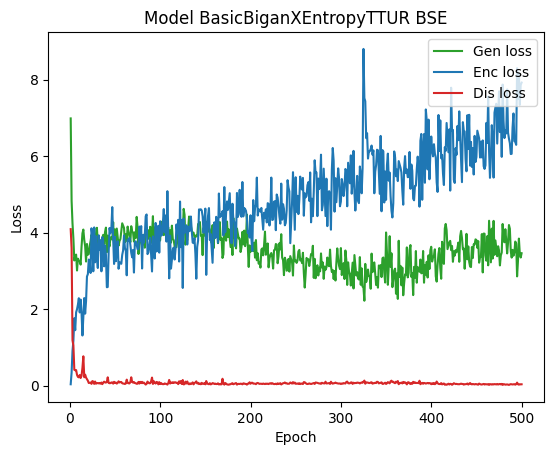 Model BasicBiganXEntropyTTUR BSE
Gen loss
Enc loss
Dis loss
Loss
8
6
4
2
0
0 100 200 300 400 500
Epoch